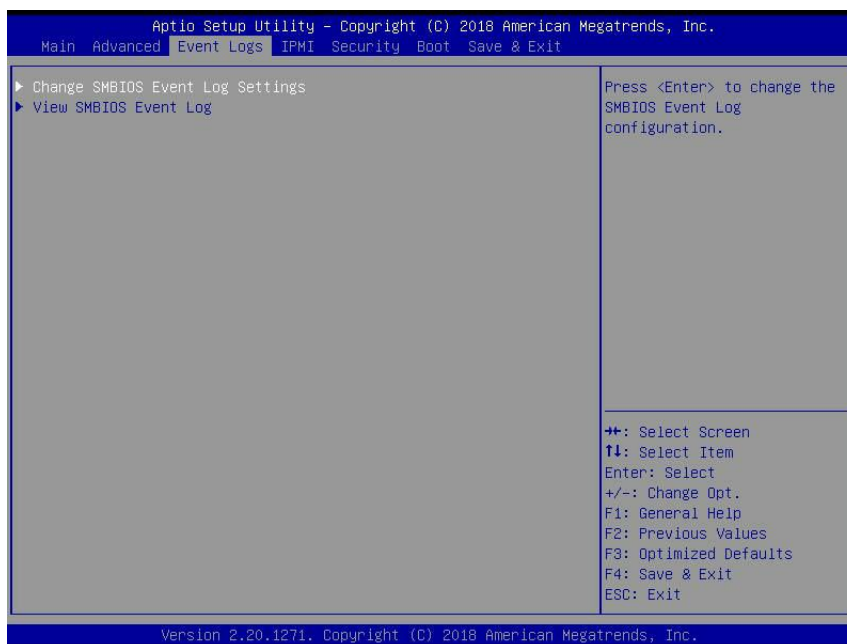 Aptio Setup Utility – Copyright (C) 2018 American Megatrends, Inc.
Main Advanced Event Logs IPMI Security Boot Save & Exit
▶ Change SMBIOS Event Log Settings
▶ View SMBIOS Event Log
Press <Enter> to change the
SMBIOS Event Log
configuration.
→←: Select Screen
↑↓: Select Item
Enter: Select
+/-: Change Opt.
F1: General Help
F2: Previous Values
F3: Optimized Defaults
F4: Save & Exit
ESC: Exit
Version 2.20.1271. Copyright (C) 2018 American Megatrends, Inc.